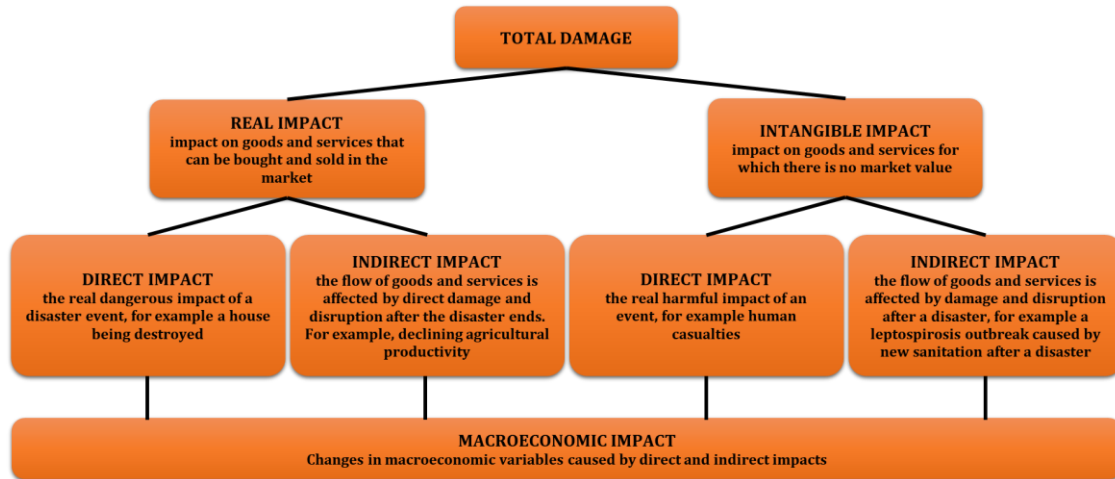 TOTAL DAMAGE
REAL IMPACT
impact on goods and services that
can be bought and sold in the
market
INTANGIBLE IMPACT
impact on goods and services for
which there is no market value
DIRECT IMPACT
the real dangerous impact of a
disaster event, for example a house
being destroyed
INDIRECT IMPACT
the flow of goods and services is
affected by direct damage and
disruption after the disaster ends.
For example, declining agricultural
productivity
DIRECT IMPACT
the real harmful impact of an
event, for example human
casualties
INDIRECT IMPACT
the flow of goods and services is
affected by damage and disruption
after a disaster, for example a
leptospirosis outbreak caused by
new sanitation after a disaster
MACROECONOMIC IMPACT
Changes in macroeconomic variables caused by direct and indirect impacts